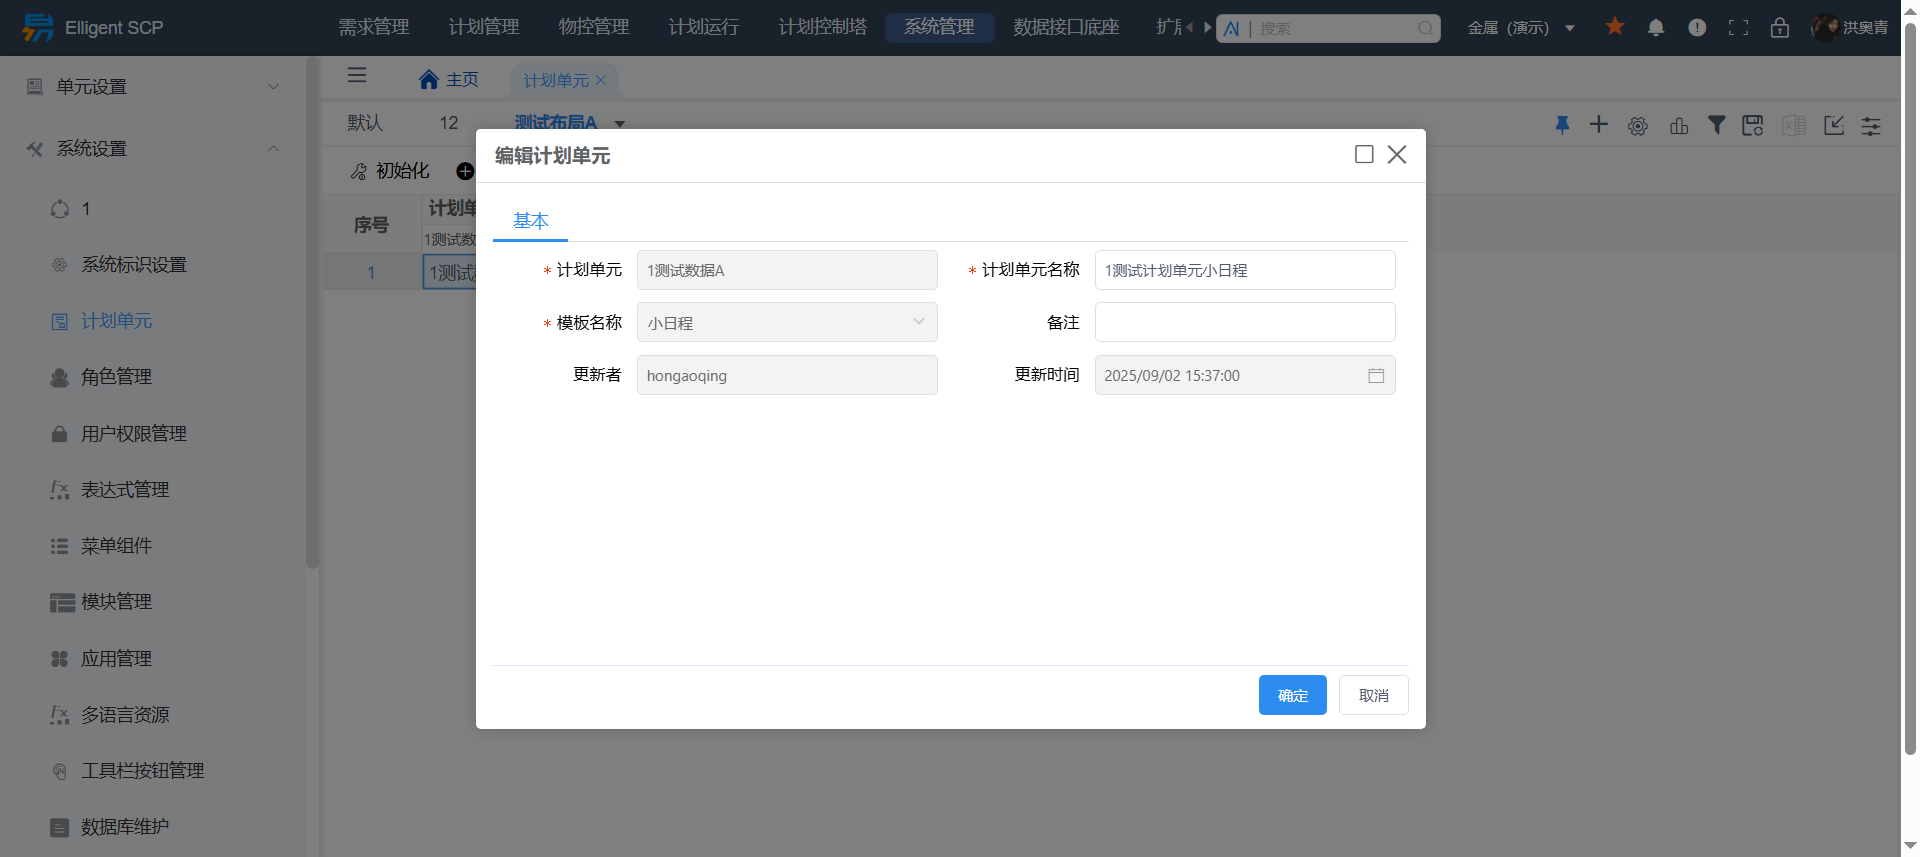 Elligent SCP
需求管理
计划管理
物控管理
计划运行
计划控制塔
系统管理
数据接口底座
AI | 搜索
金属 (演示)
洪奥青
单元设置
系统设置
1
系统标识设置
计划单元
角色管理
用户权限管理
表达式管理
菜单组件
模块管理
应用管理
多语言资源
工具栏按钮管理
数据库维护
主页
计划单元
默认
12
测试布局A
初始化
序号
计划单
1测试数
1
1测试
编辑计划单元
基本
* 计划单元
1测试数据A
* 计划单元名称
1测试计划单元小日程
* 模板名称
小日程
备注
更新者
hongaoqing
更新时间
2025/09/02 15:37:00
确定
取消